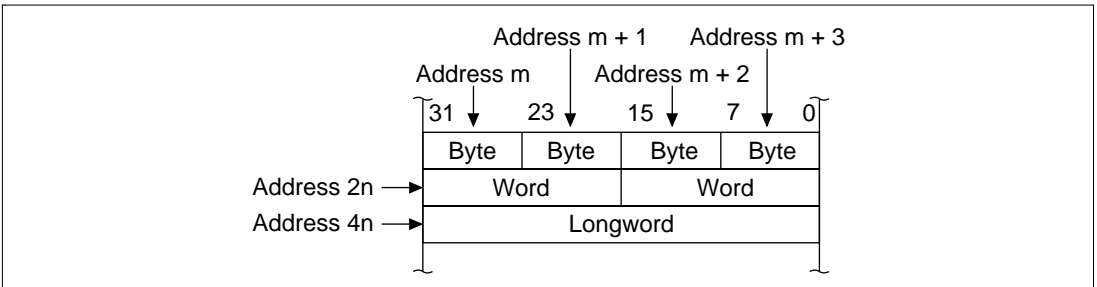 Address m + 1 Address m + 3
Address m Address m + 2
31 23 15 7 0
Byte Byte Byte Byte
Address 2n Word Word
Address 4n Longword